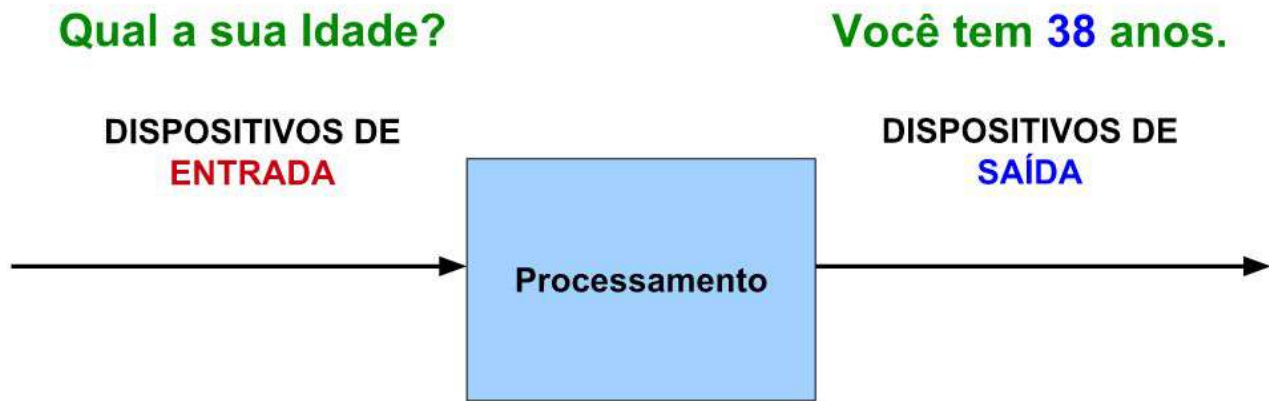 Qual a sua Idade?
Você tem 38 anos.
DISPOSITIVOS DE
ENTRADA
DISPOSITIVOS DE
SAÍDA
Processamento